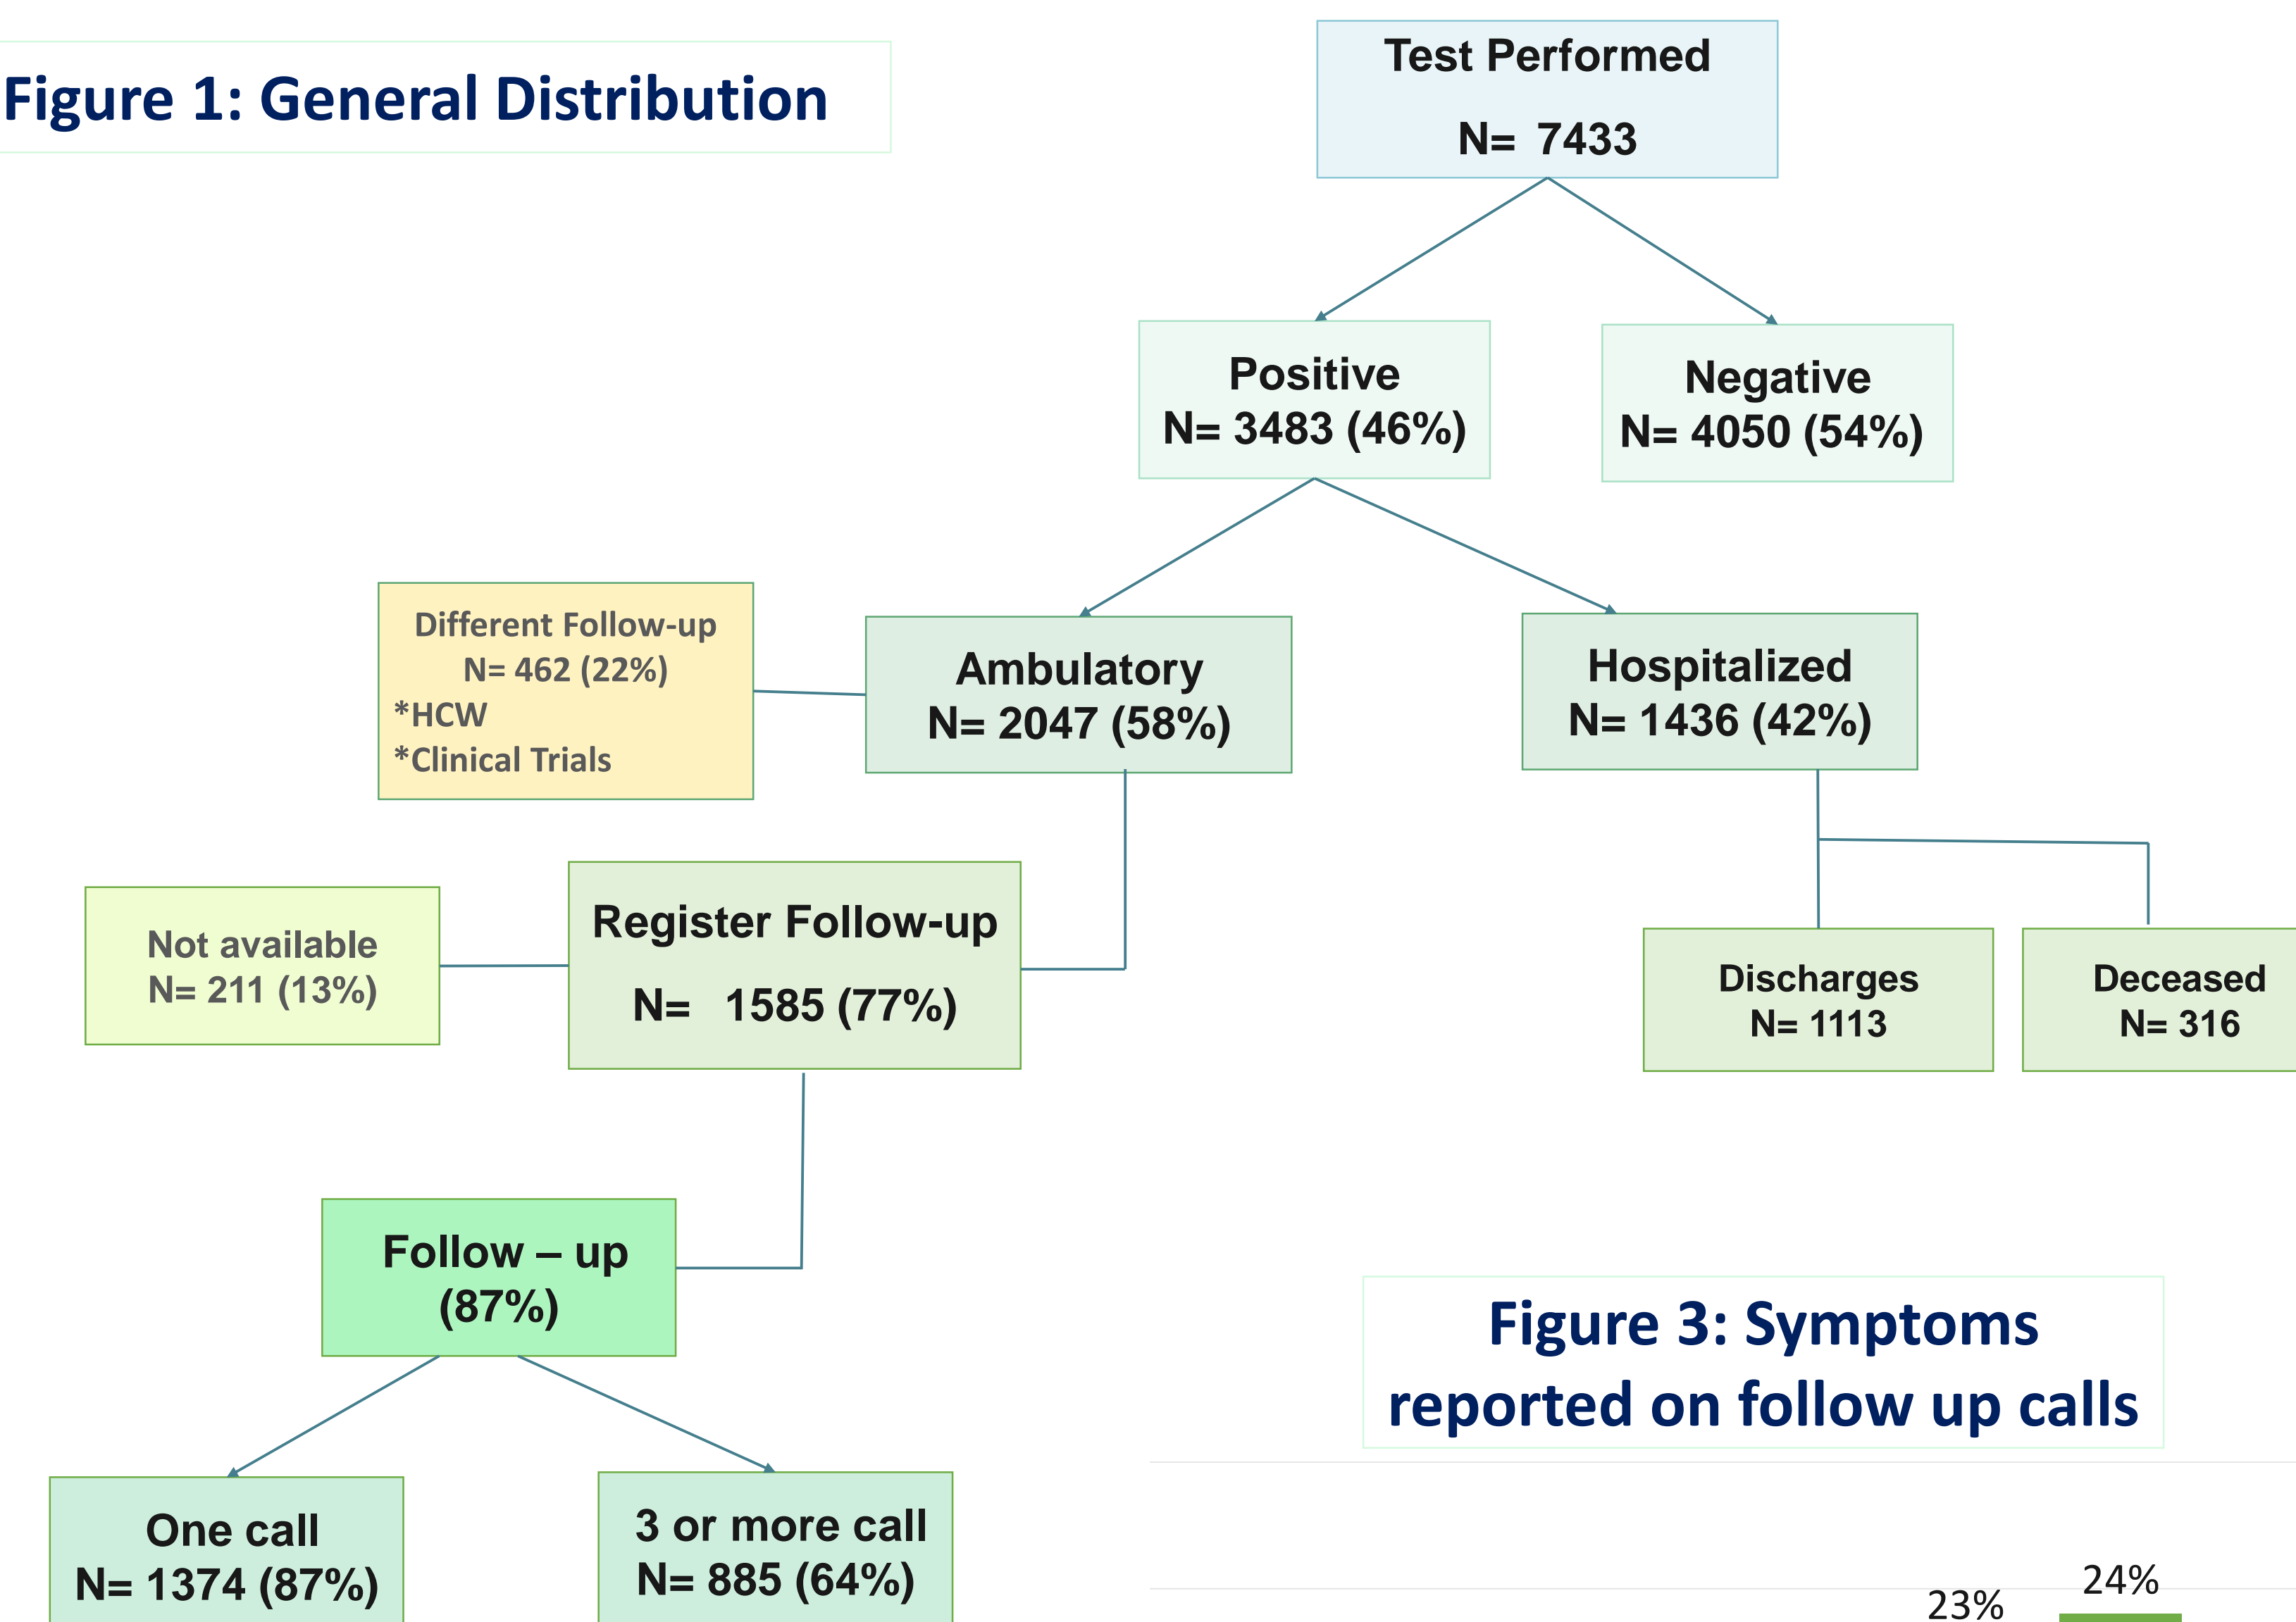 Figure 1: General Distribution
Test Performed
N= 7433
Positive
N= 3483 (46%)
Negative
N= 4050 (54%)
Different Follow-up
N= 462 (22%)
*HCW
*Clinical Trials
Ambulatory
N= 2047 (58%)
Hospitalized
N= 1436 (42%)
Not available
N= 211 (13%)
Register Follow-up
N= 1585 (77%)
Discharges
N= 1113
Deceased
N= 316
Follow – up
(87%)
One call
N= 1374 (87%)
3 or more call
N= 885 (64%)
Figure 3: Symptoms
reported on follow up calls
23%
24%